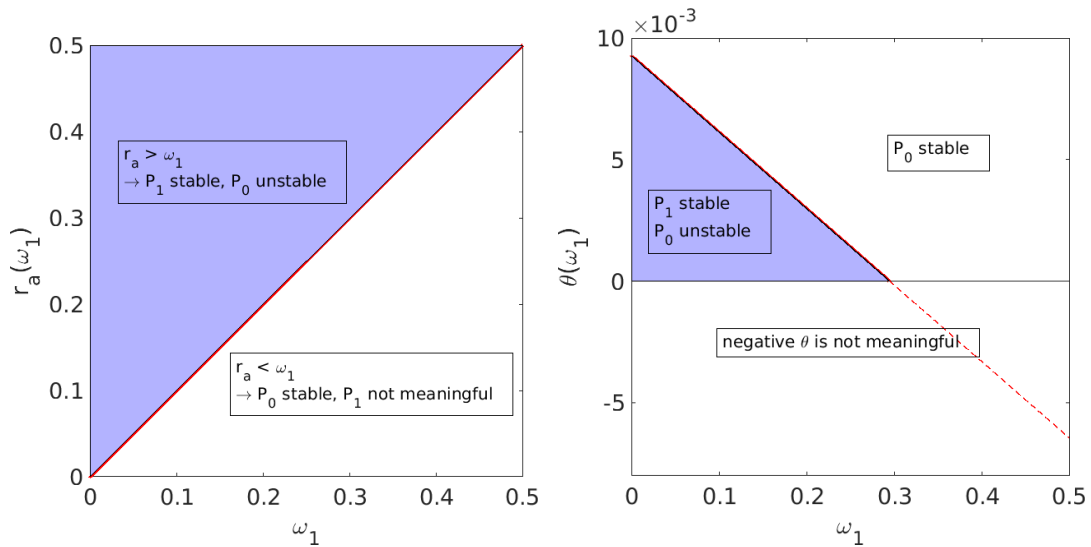 0.5
0.4
0.3
0.2
0.1
0
r_a(ω_1)
r_a > ω_1
→ P_1 stable, P_0 unstable
r_a < ω_1
→ P_0 stable, P_1 not meaningful
0 0.1 0.2 0.3 0.4 0.5
ω_1
10 ×10^-3
5
0
-5
θ(ω_1)
P_0 stable
P_1 stable
P_0 unstable
negative θ is not meaningful
0 0.1 0.2 0.3 0.4 0.5
ω_1